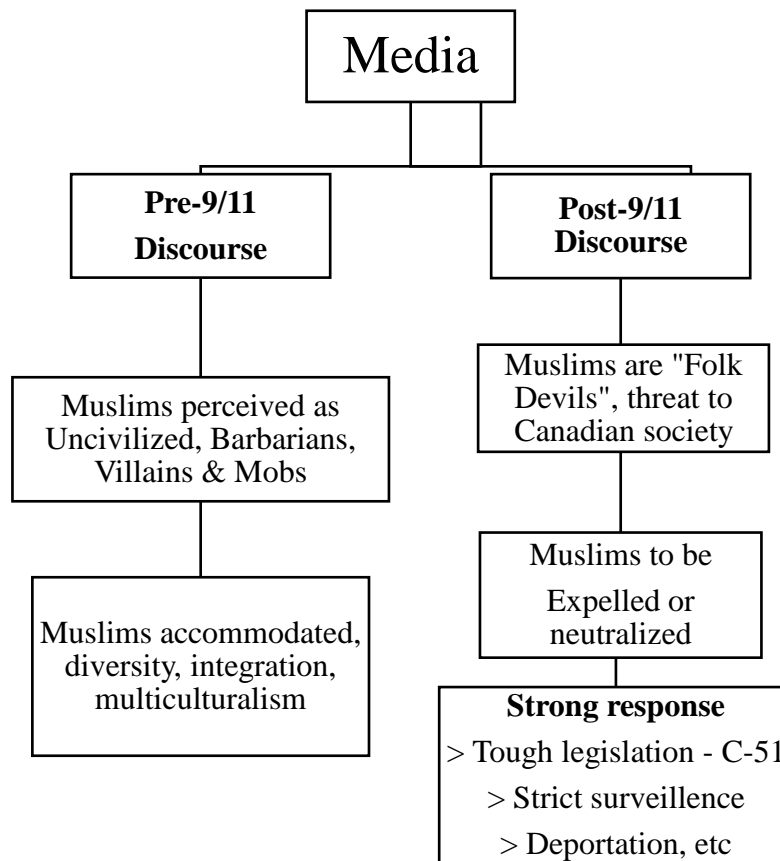 Media
Pre-9/11
Discourse
Muslims perceived as
Uncivilized, Barbarians,
Villains & Mobs
Muslims accommodated,
diversity, integration,
multiculturalism
Post-9/11
Discourse
Muslims are "Folk
Devils", threat to
Canadian society
Muslims to be
Expelled or
neutralized
Strong response
> Tough legislation - C-51
> Strict surveillence
> Deportation, etc